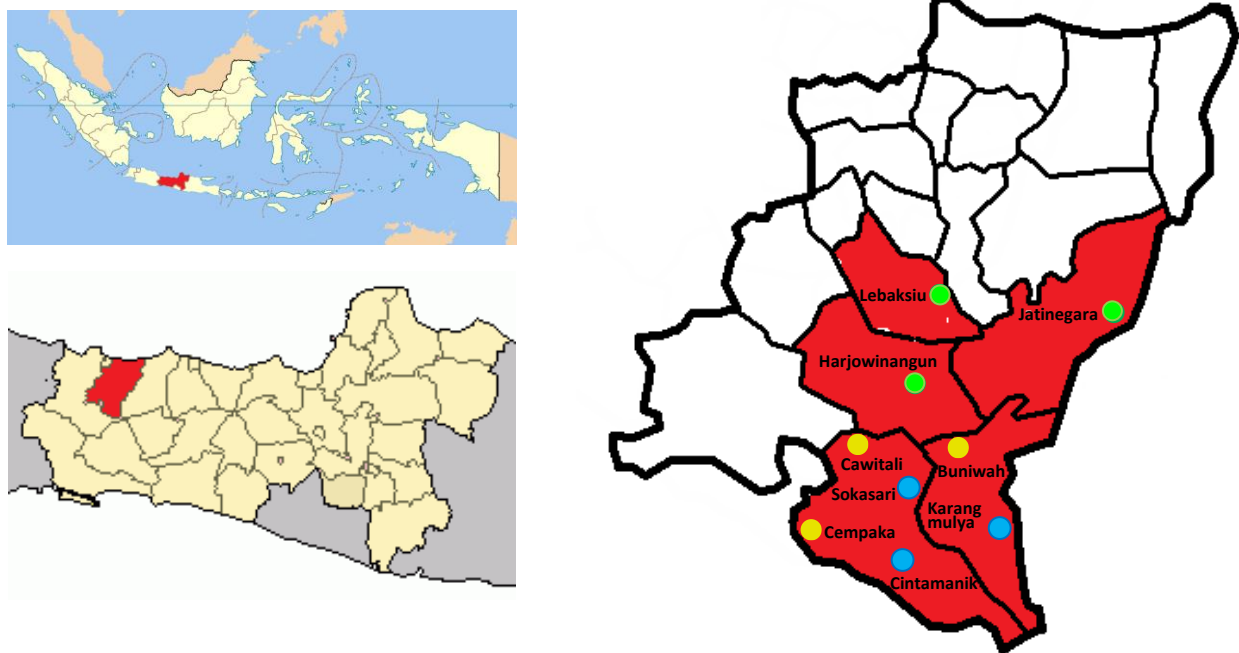 Lebaksiu
Jatinegara
Harjowinangun
Cawitali
Buniwah
Sokasari
Karang
mulya
Cempaka
Cintamanik